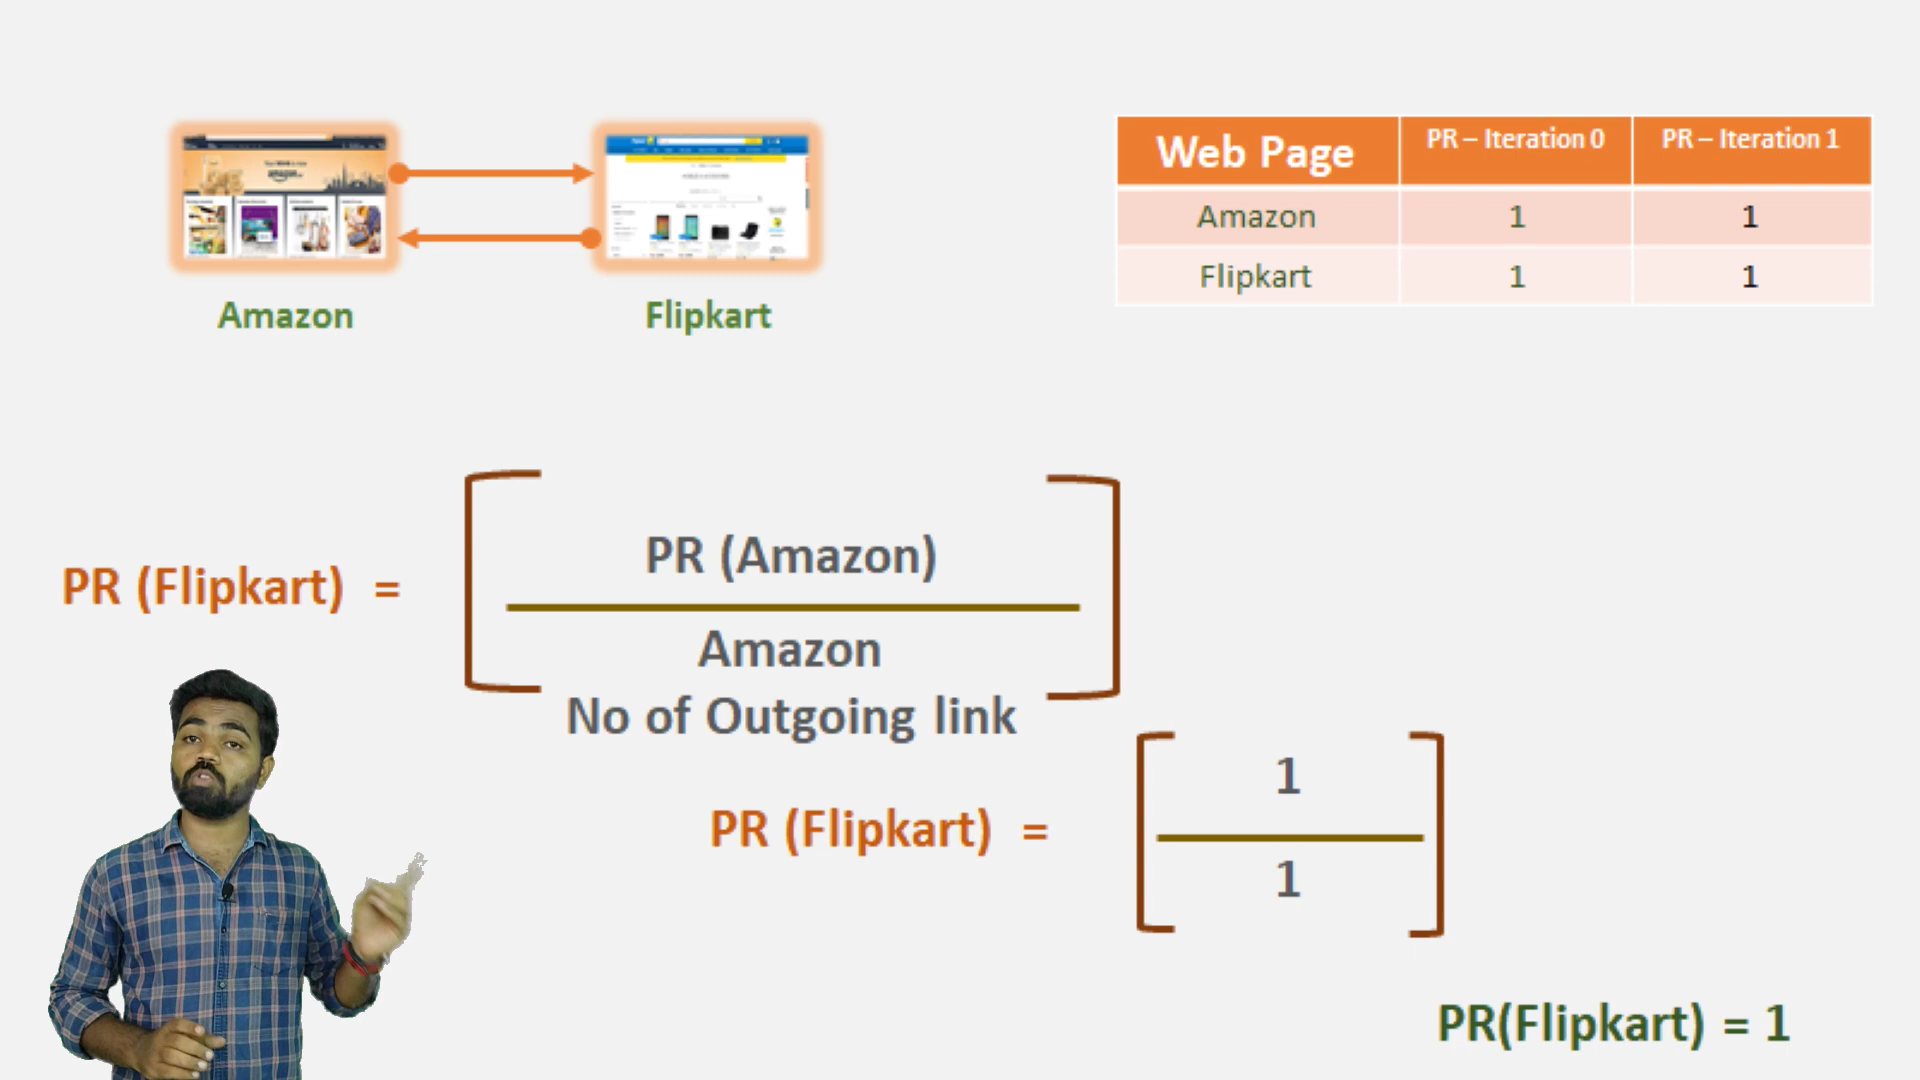 Web Page PR – Iteration 0 PR – Iteration 1
Amazon 1 1
Flipkart 1 1
amazon
Amazon Flipkart
PR (Flipkart) =
PR (Amazon)
Amazon
No of Outgoing link
PR (Flipkart) =
1
1
PR(Flipkart) = 1